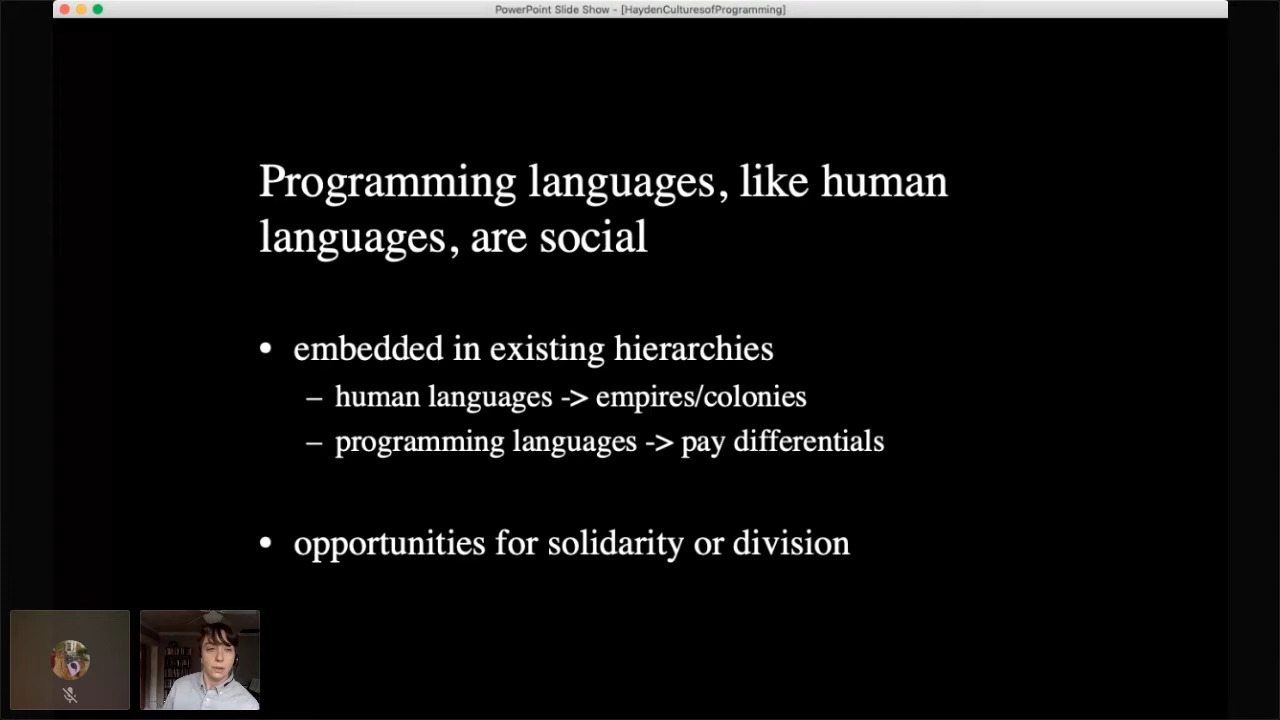 PowerPoint Slide Show - [HaydenCulturesofProgramming]
Programming languages, like human
languages, are social
• embedded in existing hierarchies
– human languages -> empires/colonies
– programming languages -> pay differentials
• opportunities for solidarity or division